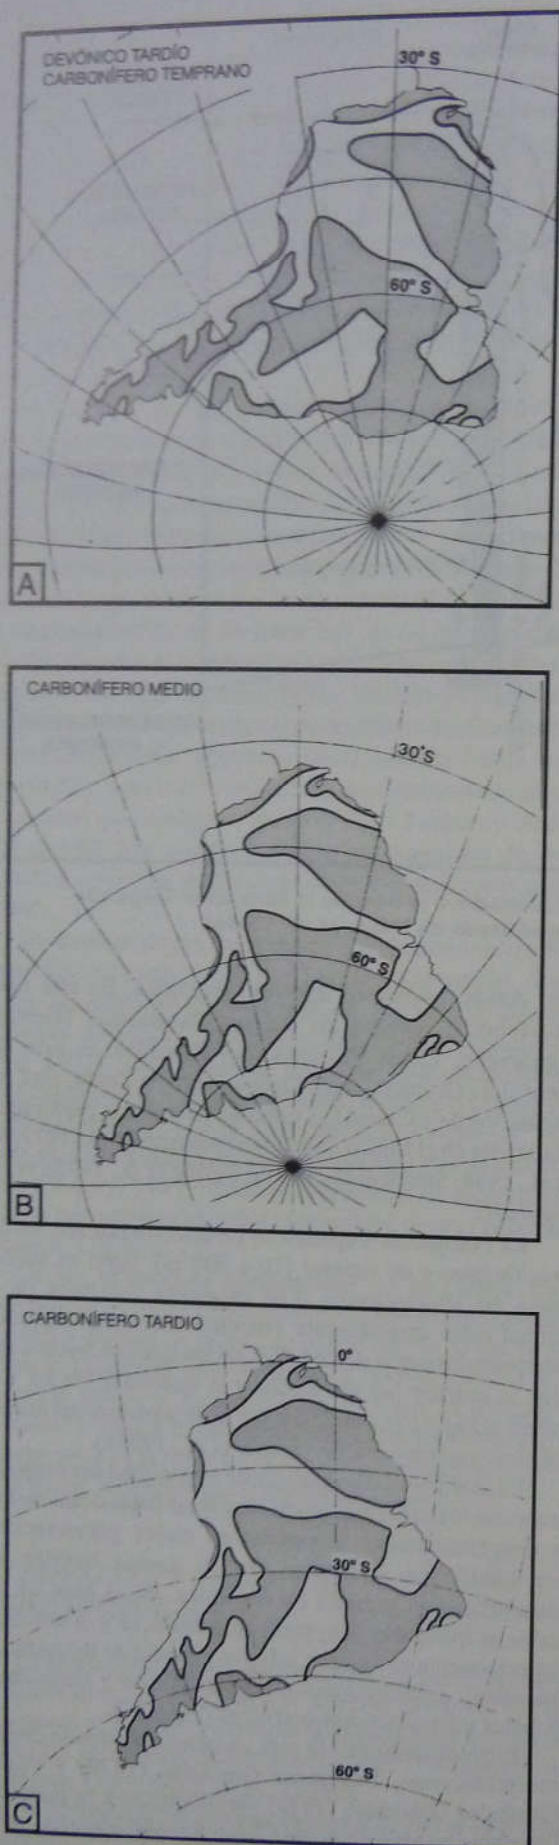 DEVÓNICO TARDÍO
CARBONÍFERO TEMPRANO
30° S
60° S
A
CARBONÍFERO MEDIO
30°S
60° S
B
CARBONÍFERO TARDIO
0°
30° S
60° S
C